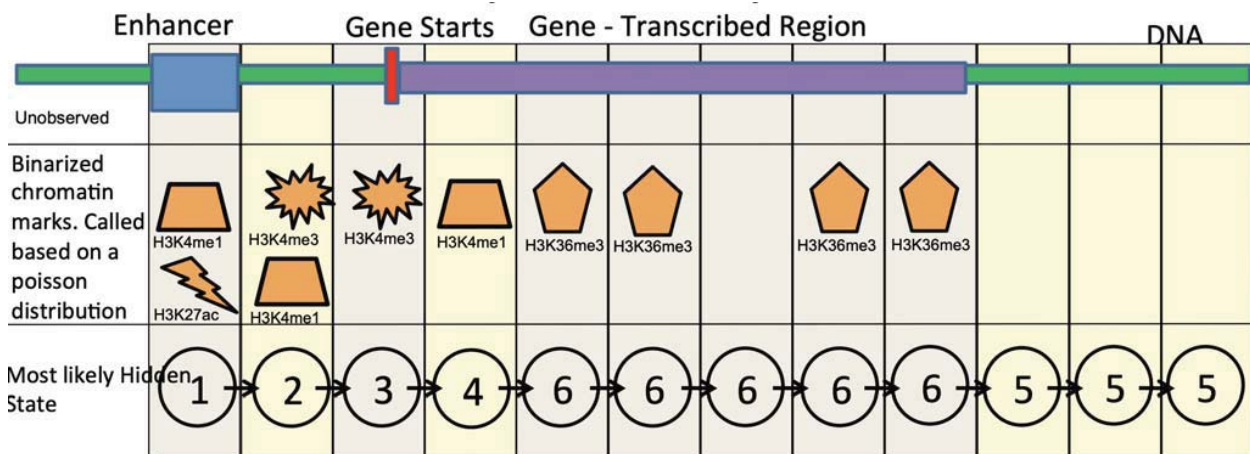 Enhancer
Gene Starts
Gene - Transcribed Region
DNA
Unobserved
Binarized
chromatin
marks. Called
based on a
poisson
distribution
H3K4me1
H3K4me3
H3K4me3
H3K4me1
H3K36me3
H3K36me3
H3K36me3
H3K36me3
H3K27ac
H3K4me1
Most likely Hidden
State
1
2
3
4
6
6
6
6
6
5
5
5